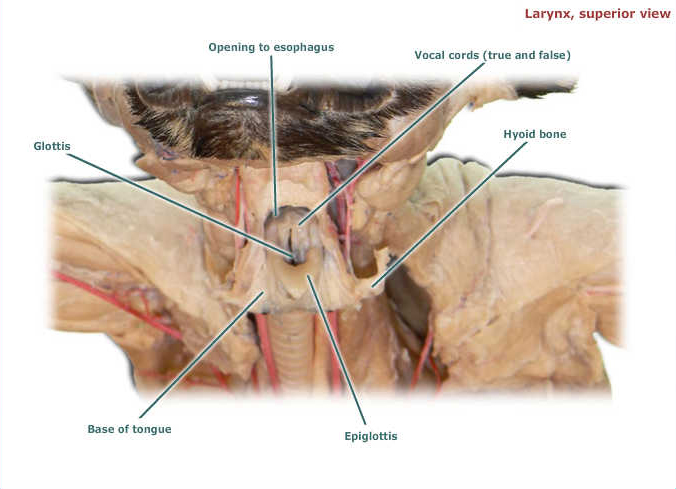 Larynx, superior view
Opening to esophagus
Vocal cords (true and false)
Glottis
Hyoid bone
Base of tongue
Epiglottis